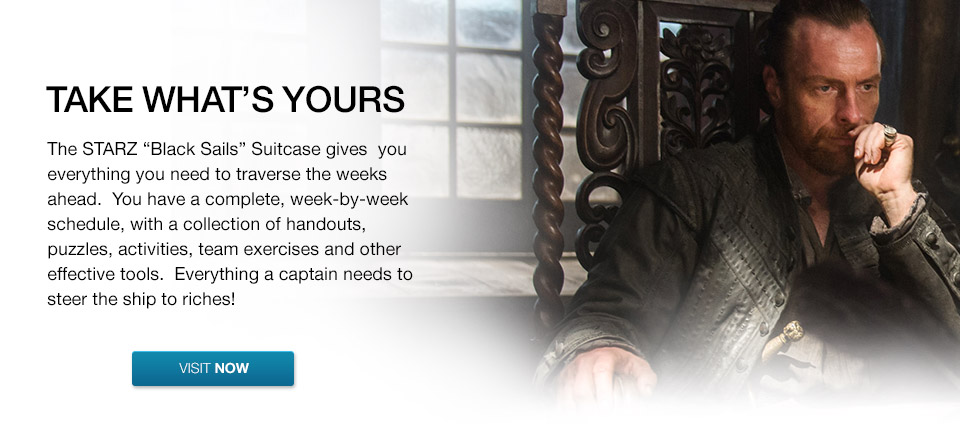 TAKE WHAT’S YOURS
The STARZ “Black Sails” Suitcase gives  you
everything you need to traverse the weeks
ahead.  You have a complete, week-by-week
schedule, with a collection of handouts,
puzzles, activities, team exercises and other
effective tools.  Everything a captain needs to
steer the ship to riches!
VISIT NOW